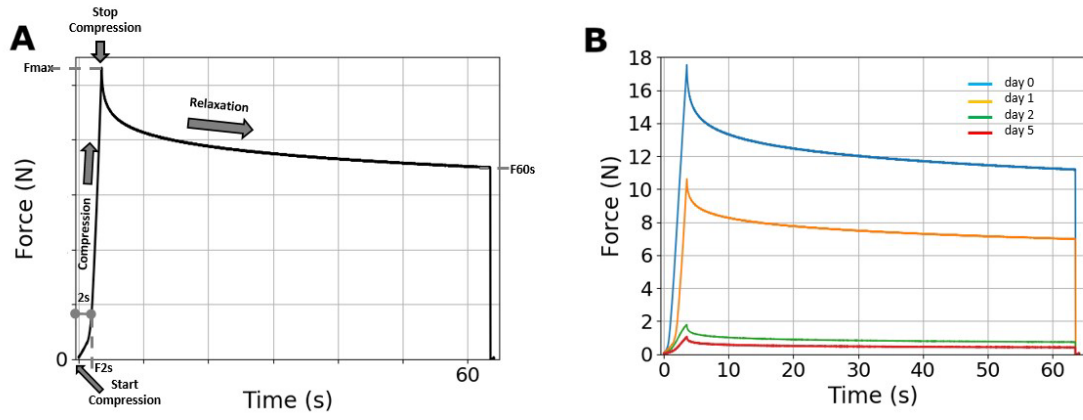 A
Stop
Compression
Fmax
Relaxation
Compression
F60s
2s
0
F2s
Start
Compression
60
Force (N)
Time (s)
B
18
16
14
12
10
8
6
4
2
0
day 0
day 1
day 2
day 5
0
10
20
30
40
50
60
Force (N)
Time (s)